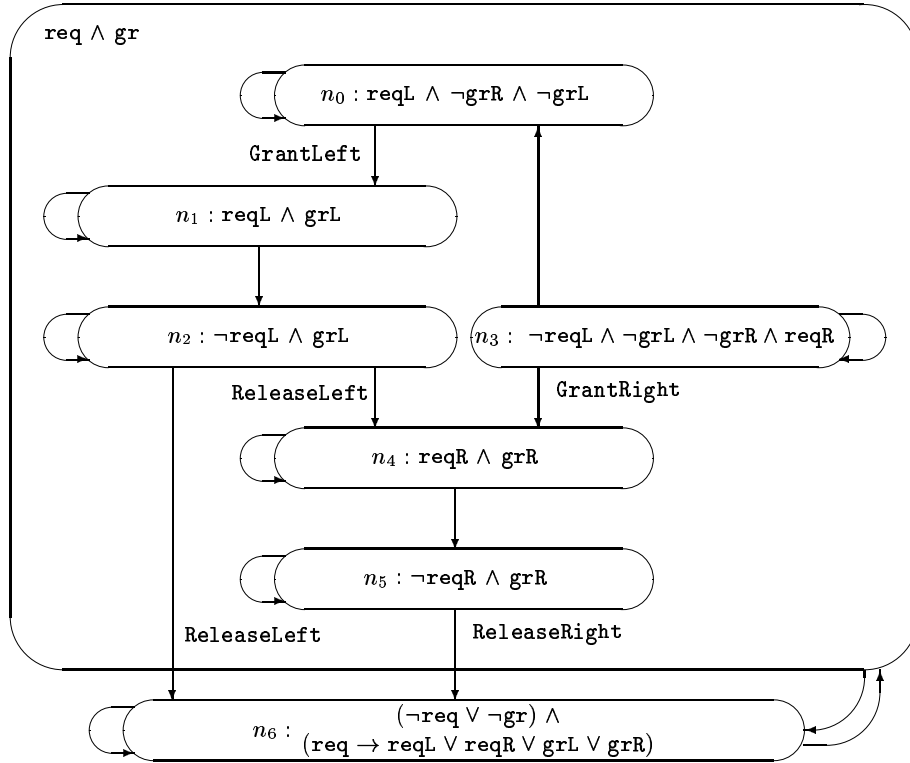 req ∧ gr
n₀ : reqL ∧ ¬grR ∧ ¬grL
GrantLeft
n₁ : reqL ∧ grL
n₂ : ¬reqL ∧ grL
n₃ : ¬reqL ∧ ¬grL ∧ ¬grR ∧ reqR
ReleaseLeft
GrantRight
n₄ : reqR ∧ grR
n₅ : ¬reqR ∧ grR
ReleaseLeft
ReleaseRight
n₆ :
(¬req ∨ ¬gr) ∧
(req → reqL ∨ reqR ∨ grL ∨ grR)